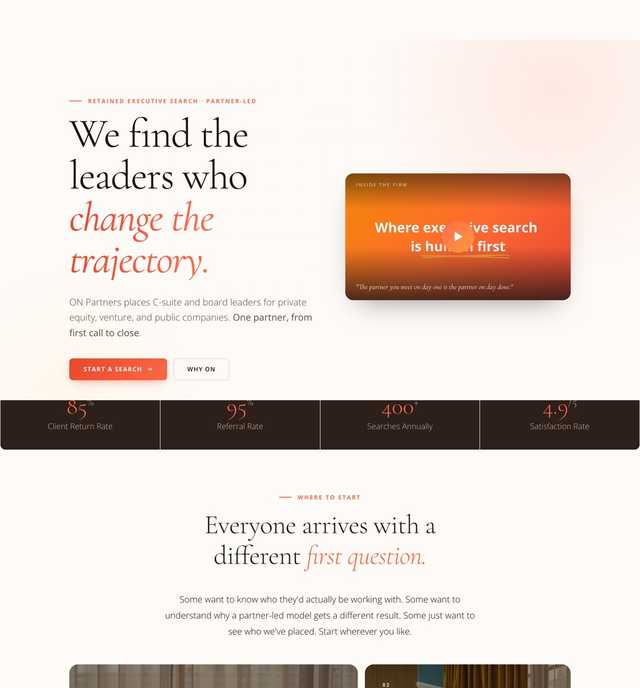 RETAINED EXECUTIVE SEARCH · PARTNER-LED
We find the
leaders who
change the
trajectory.
ON Partners places C-suite and board leaders for private
equity, venture, and public companies. One partner, from
first call to close.
START A SEARCH →
WHY ON
INSIDE THE FIRM
Where exe ive search
is hu n first
"The partner you meet on day one is the partner on day done."
85%
Client Return Rate
95%
Referral Rate
400+
Searches Annually
4.9/5
Satisfaction Rate
WHERE TO START
Everyone arrives with a
different first question.
Some want to know who they'd actually be working with. Some want to
understand why a partner-led model gets a different result. Some just want to
see who we've placed. Start wherever you like.
02